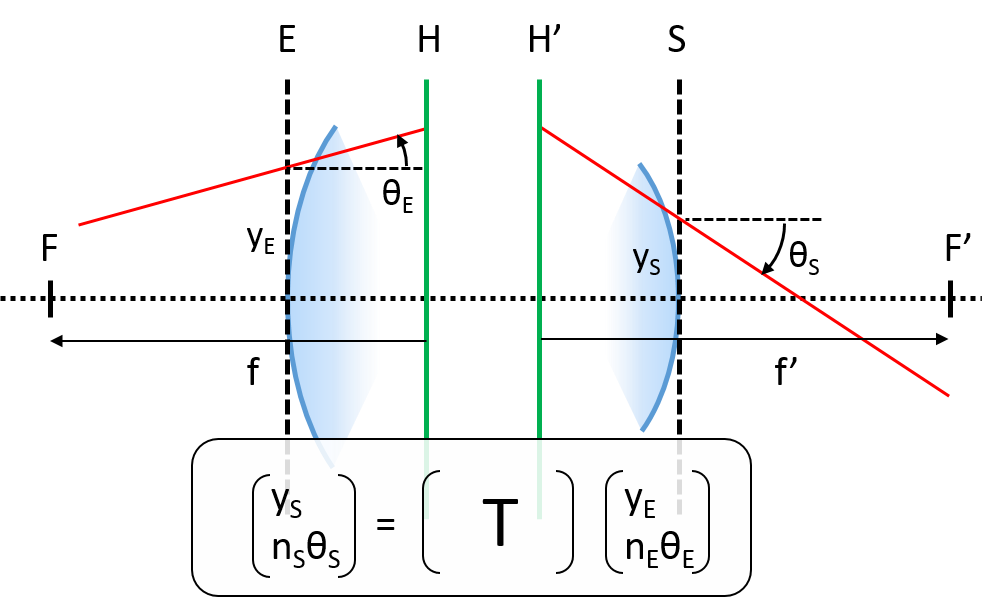 E H H’ S
θE
F yE yS θS F’
f f’
yS = T yE
nSθS nEθE